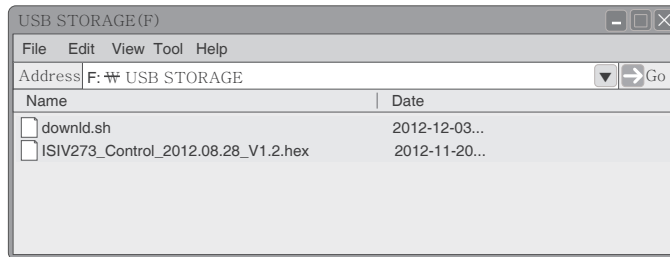 USB STORAGE(F)
File Edit View Tool Help
Address F: ₩ USB STORAGE Go
Name Date
downld.sh 2012-12-03...
ISIV273_Control_2012.08.28_V1.2.hex 2012-11-20...